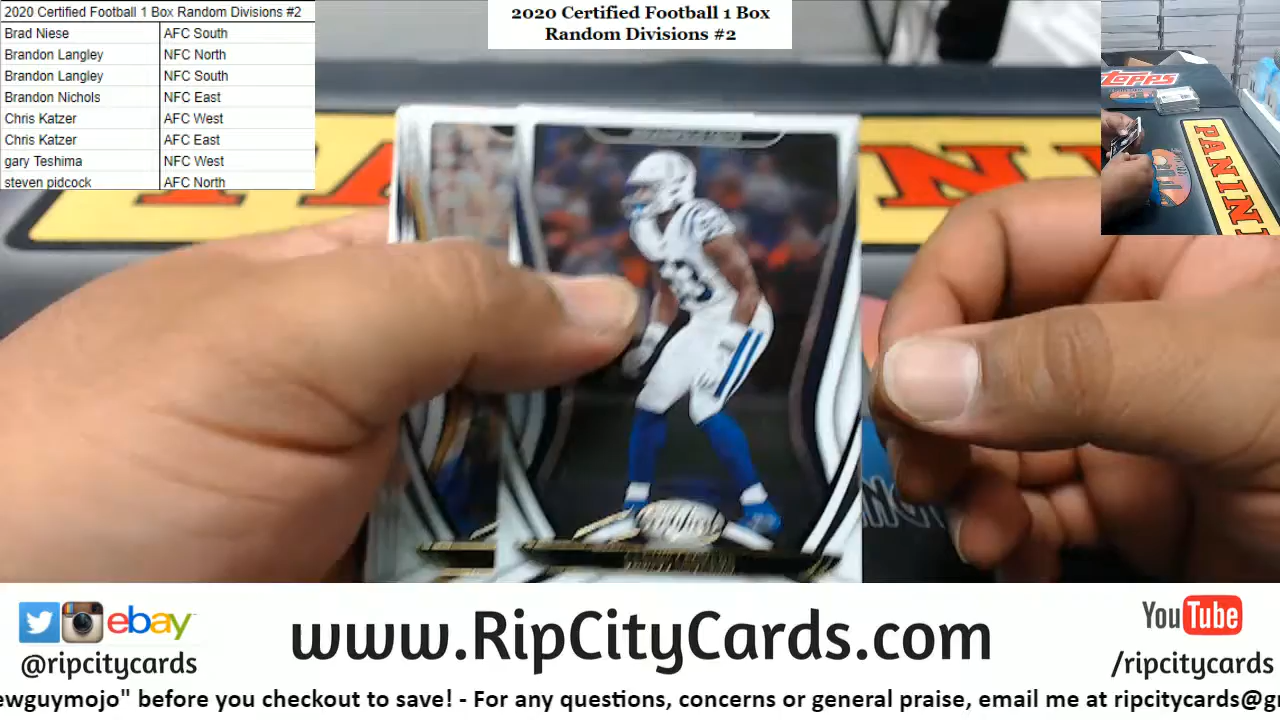 2020 Certified Football 1 Box Random Divisions #2
Brad Niese AFC South
Brandon Langley NFC North
Brandon Langley NFC South
Brandon Nichols NFC East
Chris Katzer AFC West
Chris Katzer AFC East
gary Teshima NFC West
steven pidcock AFC North
2020 Certified Football 1 Box
Random Divisions #2
TOPPS
PANINI
ebay
@ripcitycards
www.RipCityCards.com
YouTube
/ripcitycards
ewguymojo" before you checkout to save! - For any questions, concerns or general praise, email me at ripcitycards@g